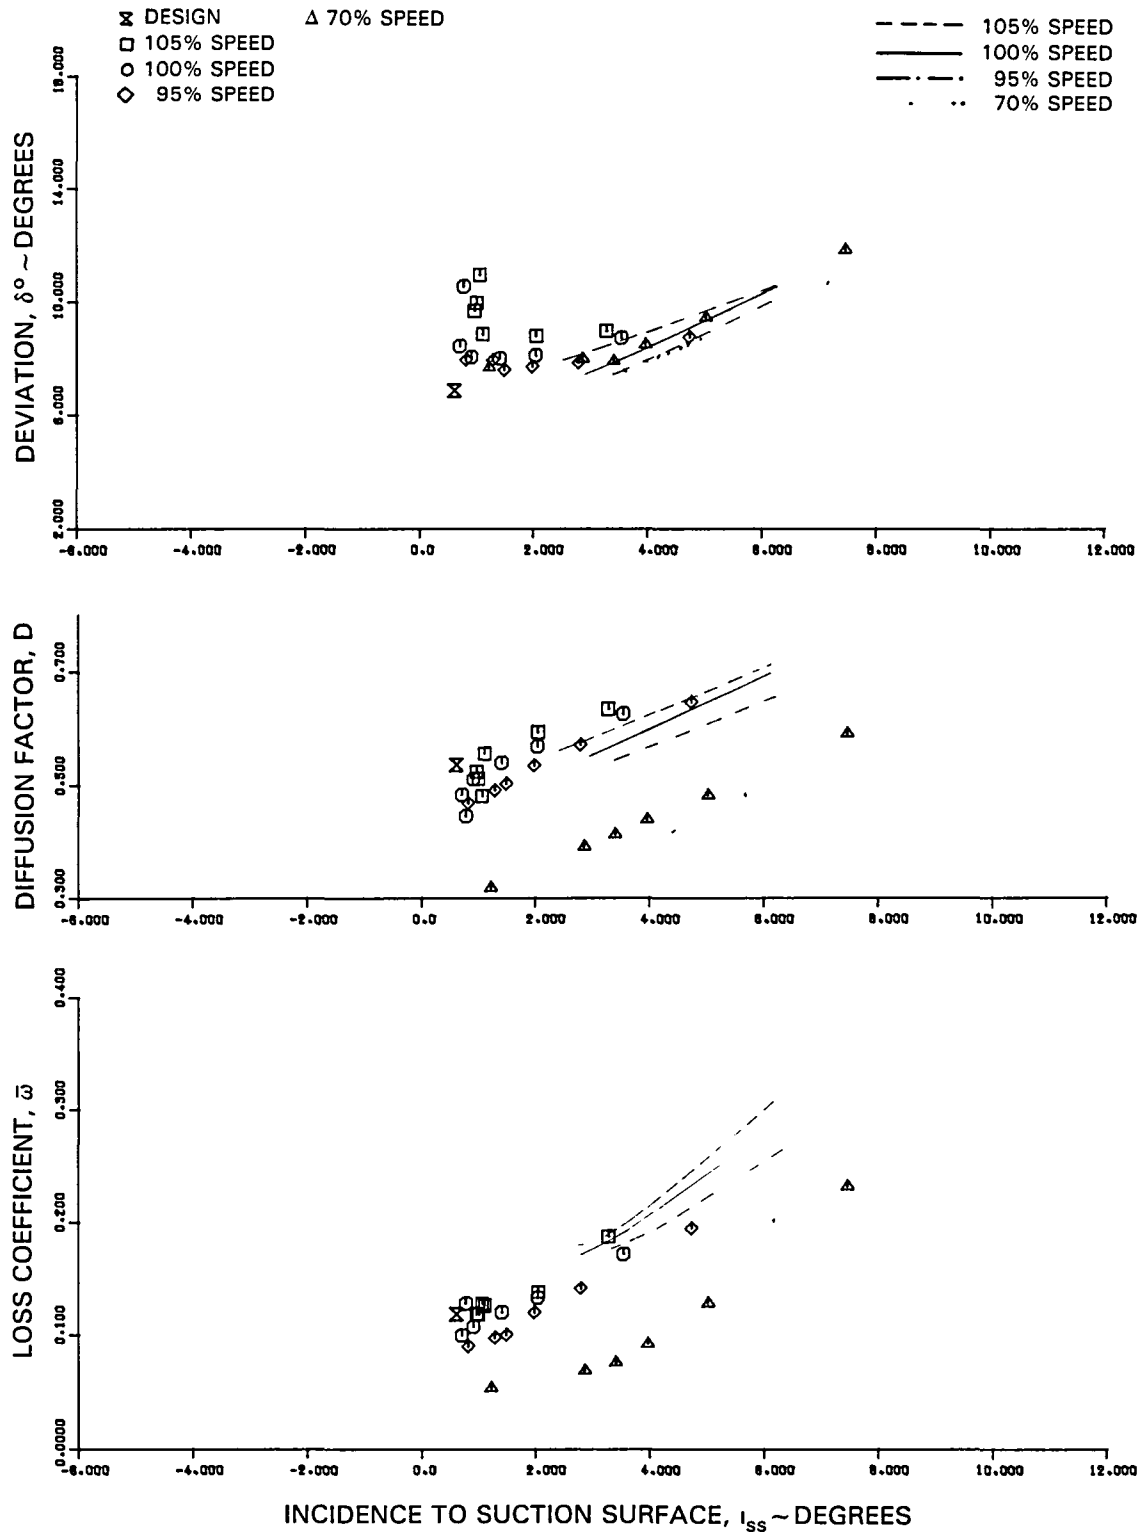 DESIGN
70% SPEED
105% SPEED
100% SPEED
95% SPEED
105% SPEED
100% SPEED
95% SPEED
70% SPEED
DEVIATION, δ° ~ DEGREES
18.000
14.000
10.000
6.000
2.000
-6.000 -4.000 -2.000 0.0 2.000 4.000 6.000 8.000 10.000 12.000
DIFFUSION FACTOR, D
0.700
0.500
0.300
-6.000 -4.000 -2.000 0.0 2.000 4.000 6.000 8.000 10.000 12.000
LOSS COEFFICIENT, ω̅
0.400
0.300
0.200
0.100
0.0000
-6.000 -4.000 -2.000 0.0 2.000 4.000 6.000 8.000 10.000 12.000
INCIDENCE TO SUCTION SURFACE, ιss ~ DEGREES